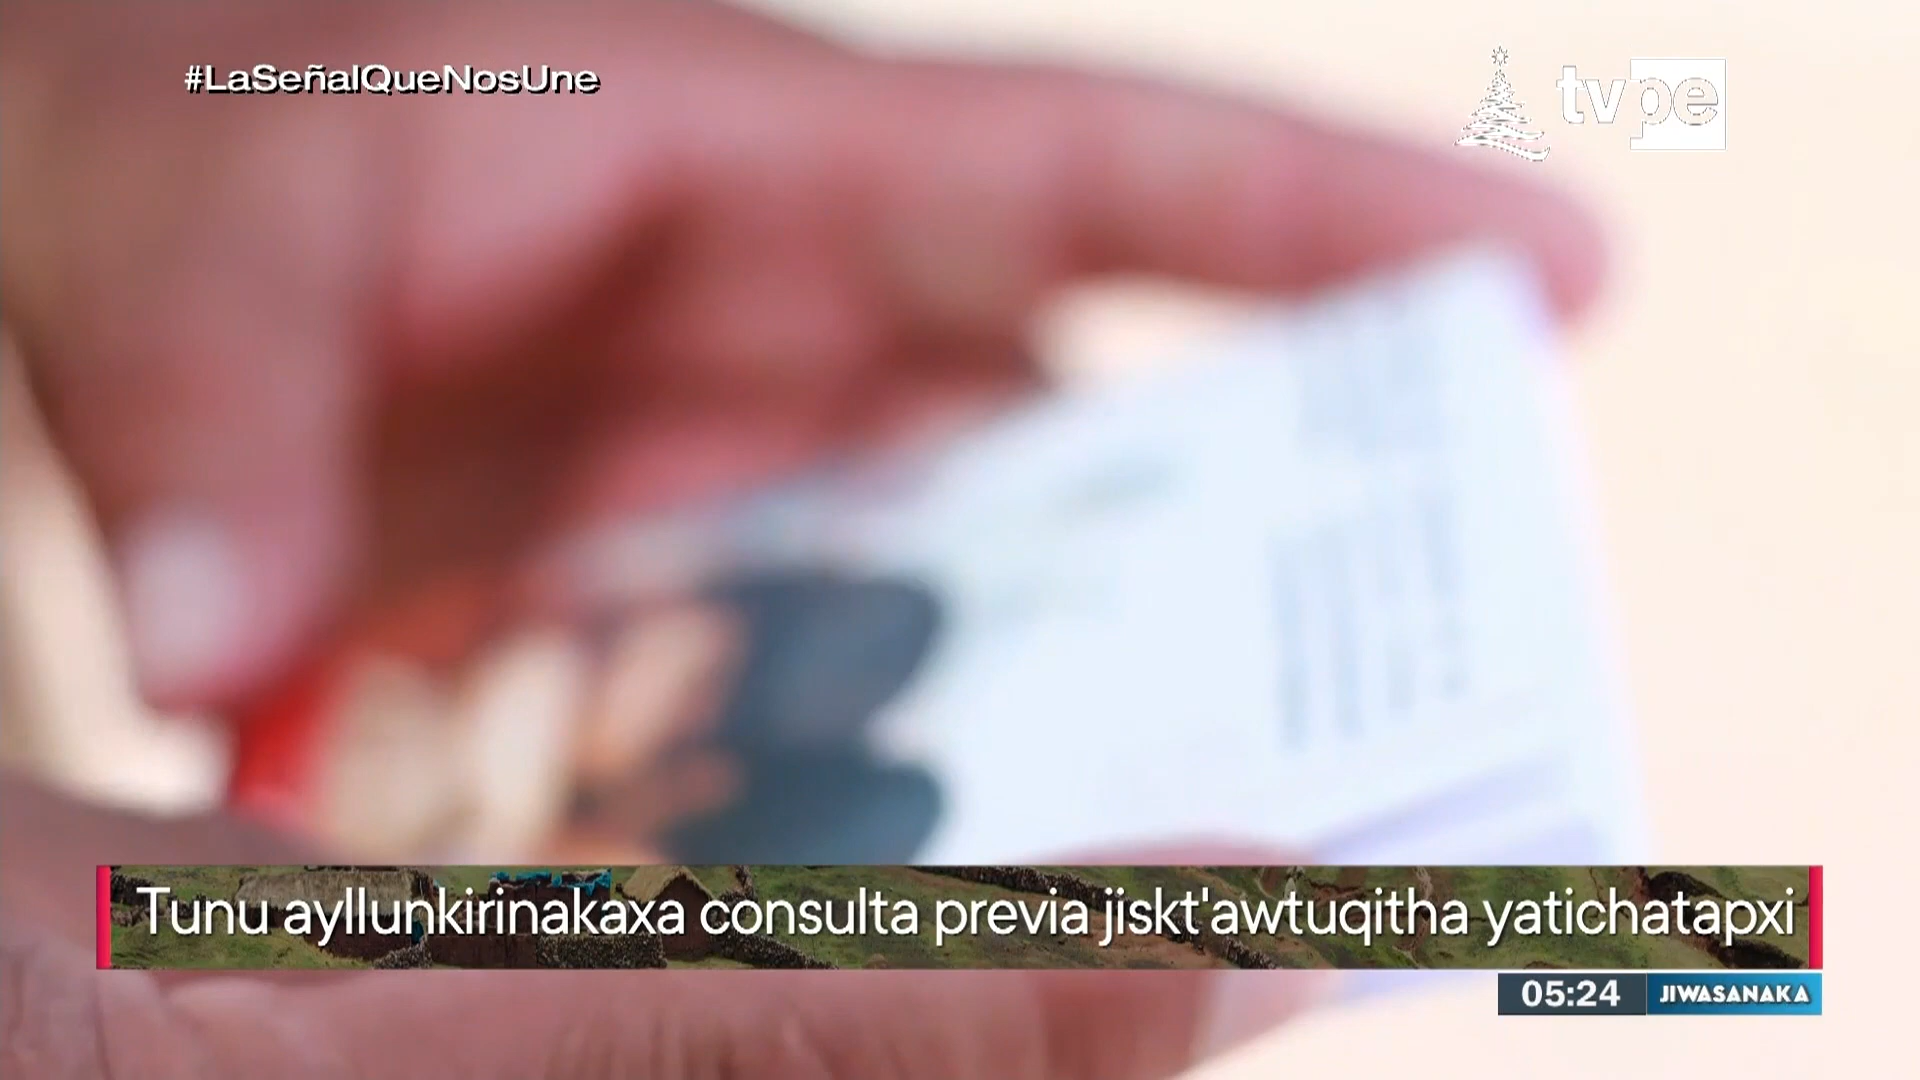 #LaSeñalQueNosUne
tvpe
Tunu ayllunkirinakaxa consulta previa jiskt'awtuqitha yatichatapxi
05:24 JIWASANAKA